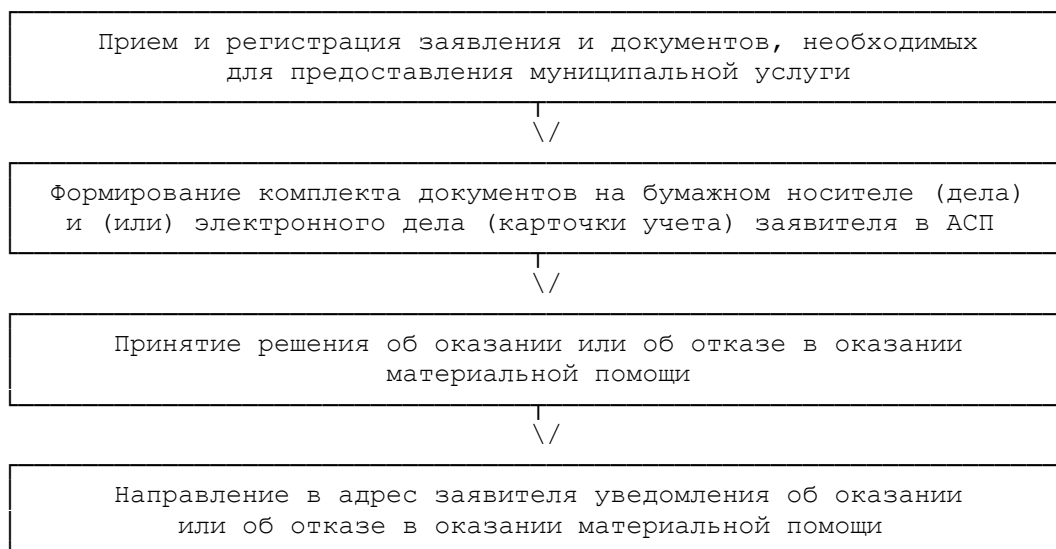 Прием и регистрация заявления и документов, необходимых
для предоставления муниципальной услуги
\/
Формирование комплекта документов на бумажном носителе (дела)
и (или) электронного дела (карточки учета) заявителя в АСП
\/
Принятие решения об оказании или об отказе в оказании
материальной помощи
\/
Направление в адрес заявителя уведомления об оказании
или об отказе в оказании материальной помощи